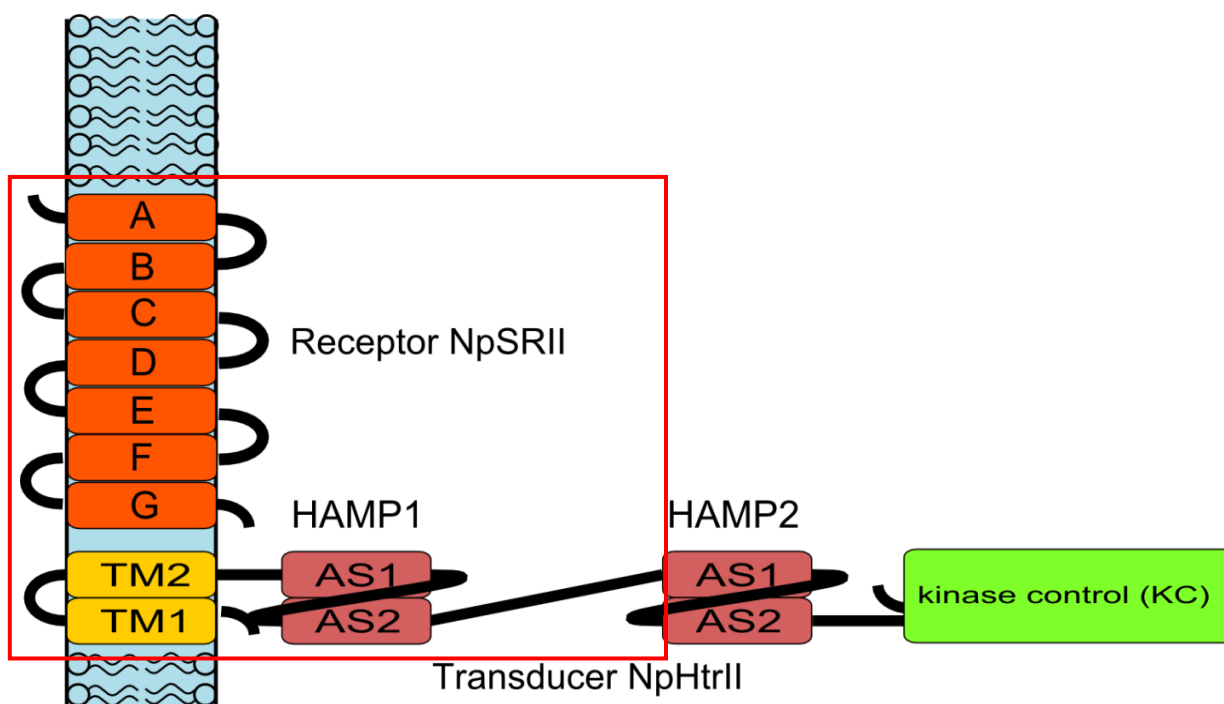 A
B
C
Receptor NpSRII
D
E
F
G
HAMP1 HAMP2
TM2 AS1 AS1
kinase control (KC)
TM1 AS2 AS2
Transducer NpHtrII